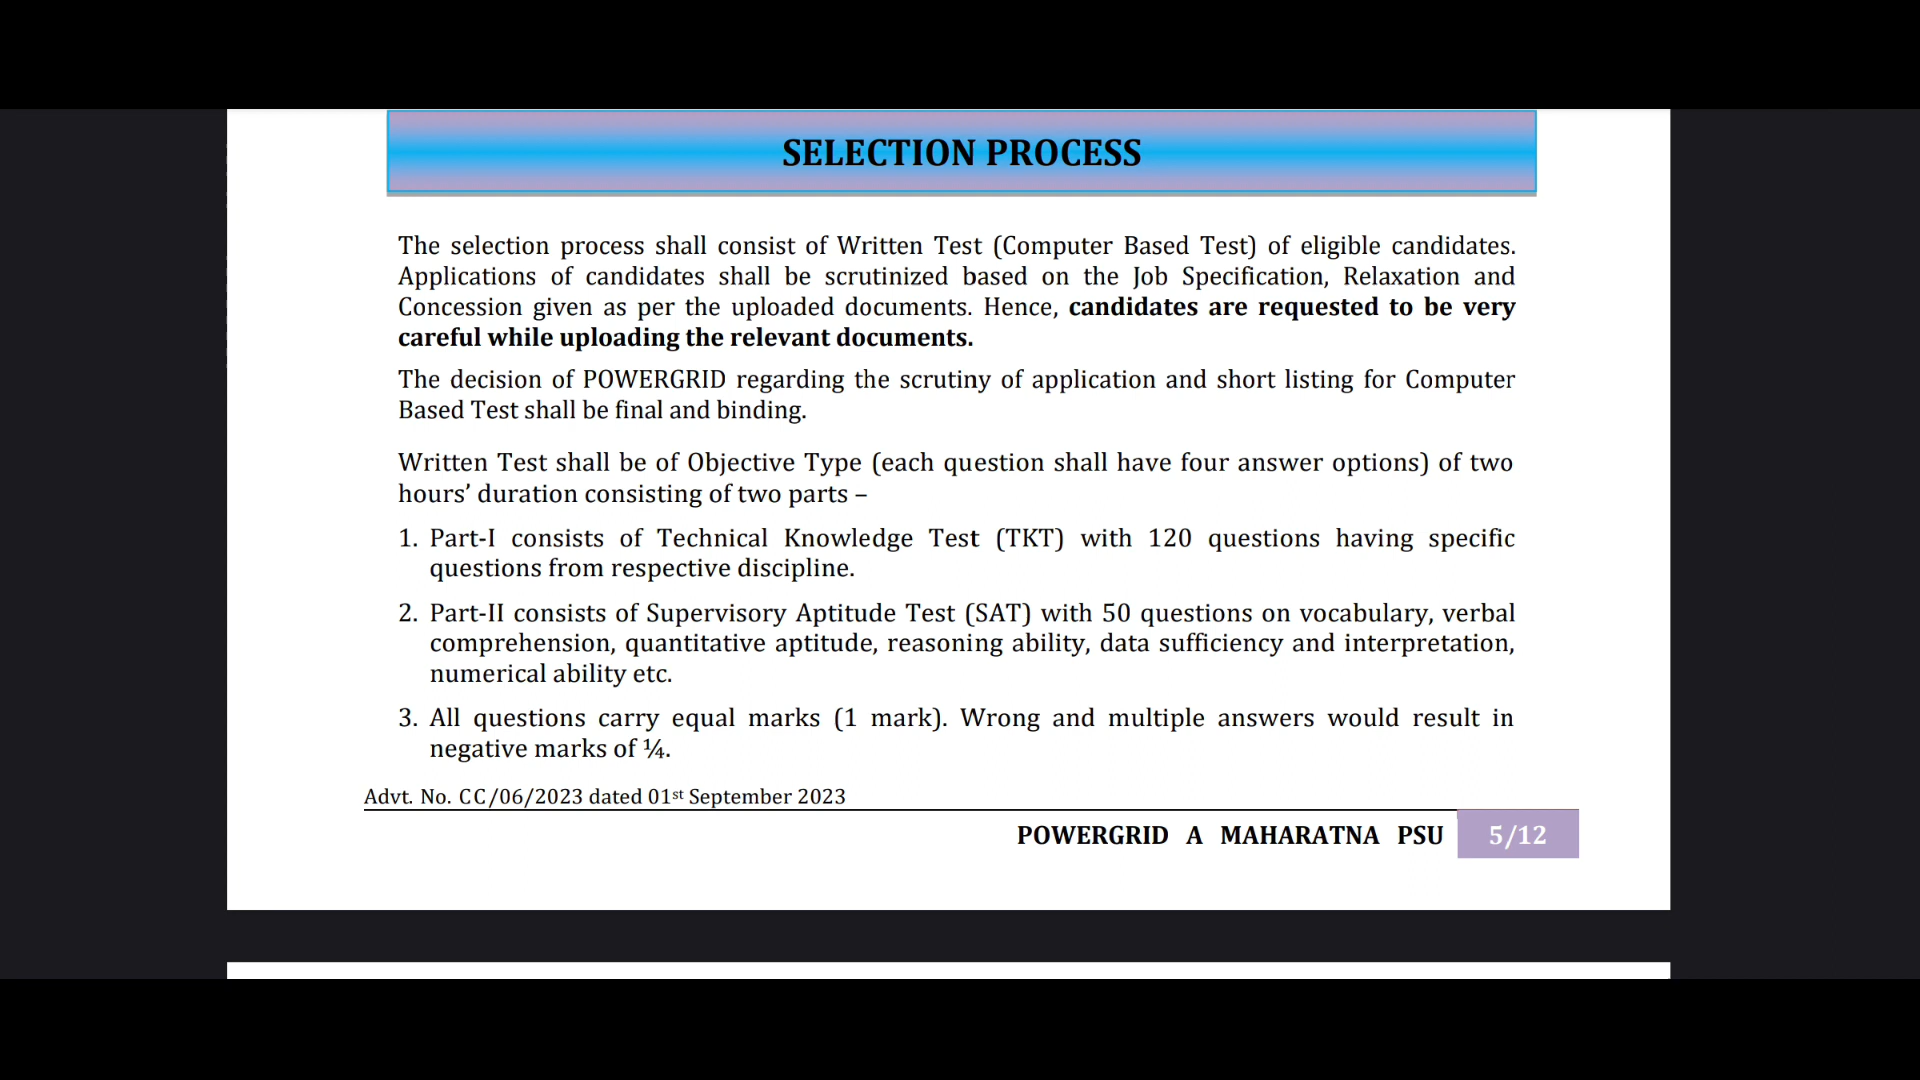 SELECTION PROCESS
The selection process shall consist of Written Test (Computer Based Test) of eligible candidates.
Applications of candidates shall be scrutinized based on the Job Specification, Relaxation and
Concession given as per the uploaded documents. Hence, candidates are requested to be very
careful while uploading the relevant documents.
The decision of POWERGRID regarding the scrutiny of application and short listing for Computer
Based Test shall be final and binding.
Written Test shall be of Objective Type (each question shall have four answer options) of two
hours’ duration consisting of two parts –
1. Part-I consists of Technical Knowledge Test (TKT) with 120 questions having specific
questions from respective discipline.
2. Part-II consists of Supervisory Aptitude Test (SAT) with 50 questions on vocabulary, verbal
comprehension, quantitative aptitude, reasoning ability, data sufficiency and interpretation,
numerical ability etc.
3. All questions carry equal marks (1 mark). Wrong and multiple answers would result in
negative marks of ¼.
Advt. No. CC/06/2023 dated 01st September 2023
POWERGRID A MAHARATNA PSU 5/12